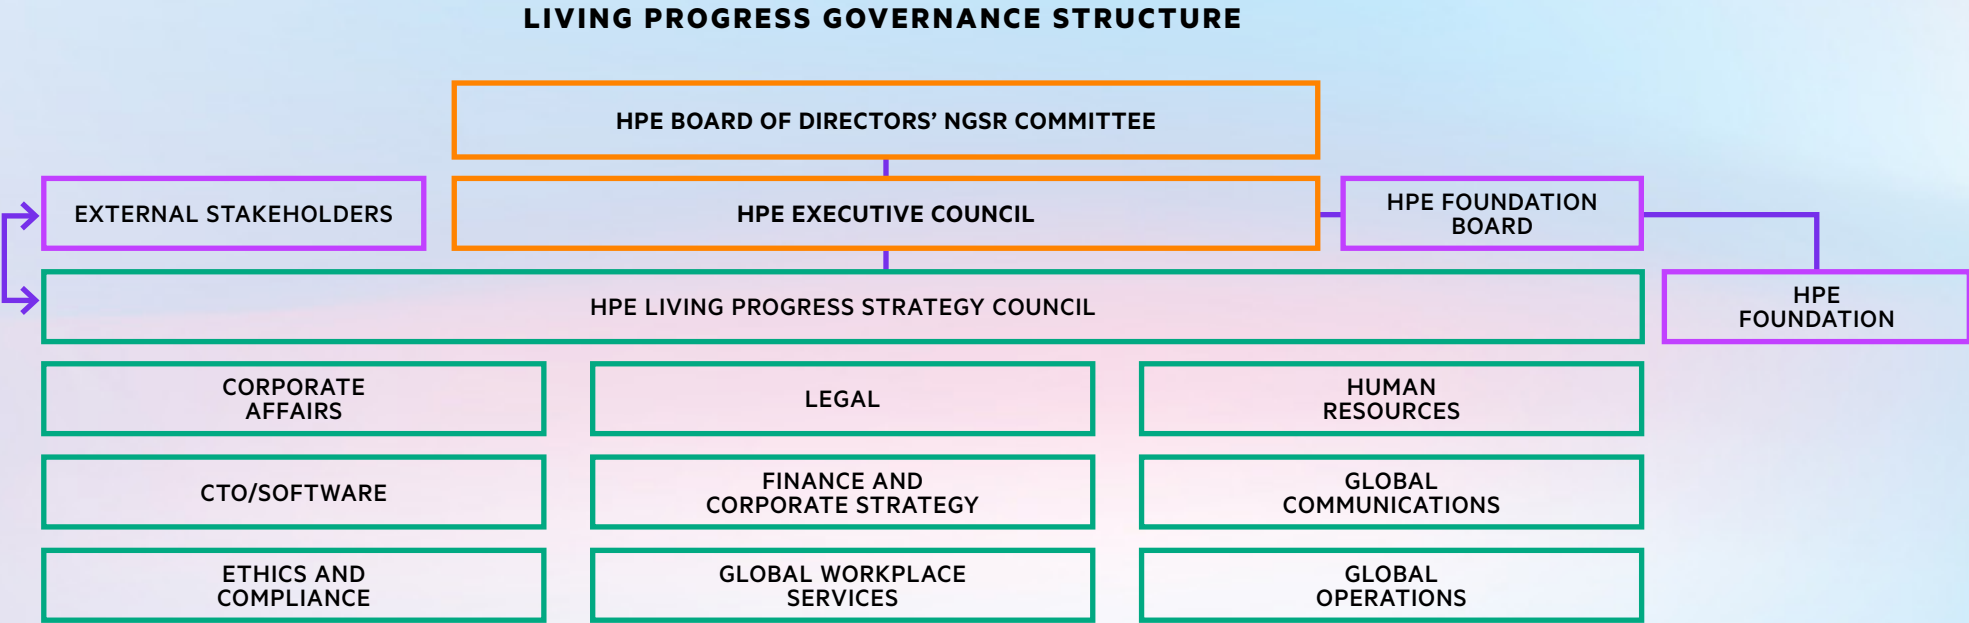 LIVING PROGRESS GOVERNANCE STRUCTURE
HPE BOARD OF DIRECTORS’ NGSR COMMITTEE
EXTERNAL STAKEHOLDERS
HPE EXECUTIVE COUNCIL
HPE FOUNDATION
BOARD
HPE LIVING PROGRESS STRATEGY COUNCIL
HPE
FOUNDATION
CORPORATE
AFFAIRS
LEGAL
HUMAN
RESOURCES
CTO/SOFTWARE
FINANCE AND
CORPORATE STRATEGY
GLOBAL
COMMUNICATIONS
ETHICS AND
COMPLIANCE
GLOBAL WORKPLACE
SERVICES
GLOBAL
OPERATIONS